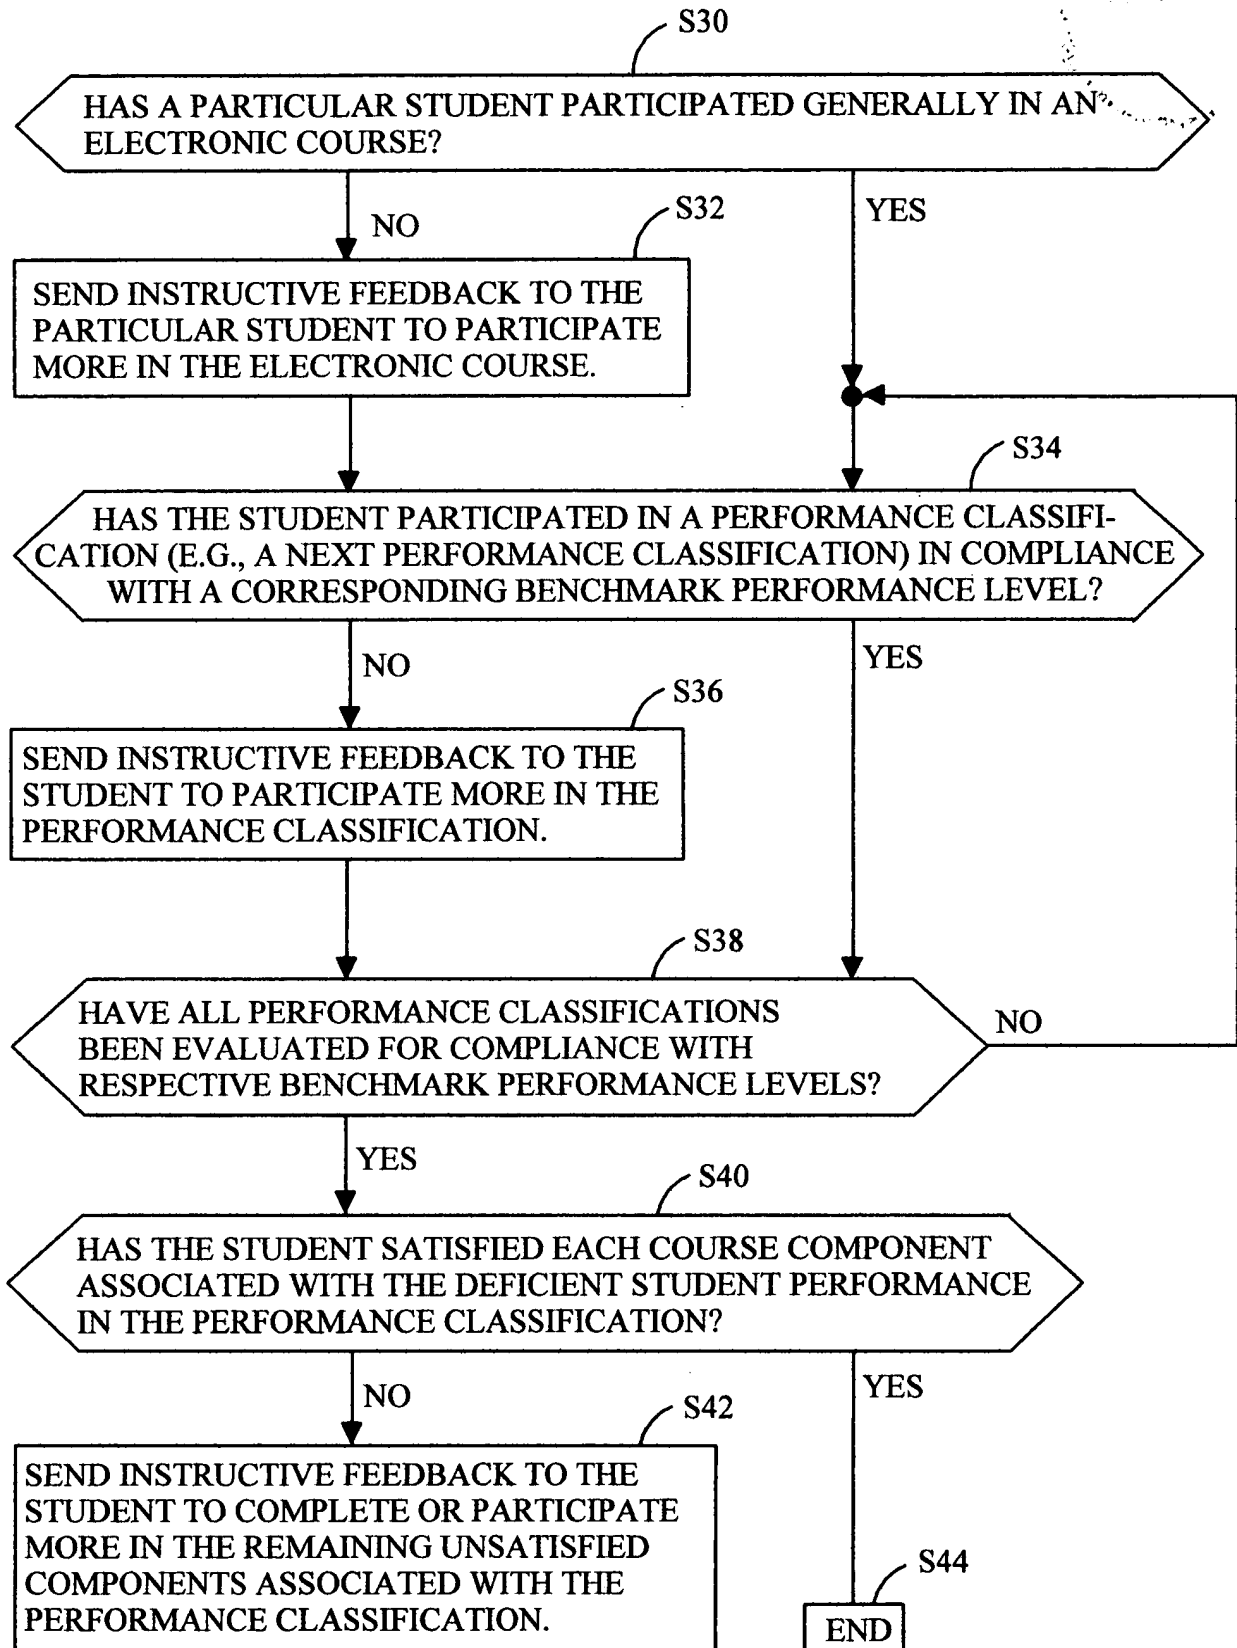 S30
HAS A PARTICULAR STUDENT PARTICIPATED GENERALLY IN AN
ELECTRONIC COURSE?
NO
S32
YES
SEND INSTRUCTIVE FEEDBACK TO THE
PARTICULAR STUDENT TO PARTICIPATE
MORE IN THE ELECTRONIC COURSE.
S34
HAS THE STUDENT PARTICIPATED IN A PERFORMANCE CLASSIFI-
CATION (E.G., A NEXT PERFORMANCE CLASSIFICATION) IN COMPLIANCE
WITH A CORRESPONDING BENCHMARK PERFORMANCE LEVEL?
NO
YES
S36
SEND INSTRUCTIVE FEEDBACK TO THE
STUDENT TO PARTICIPATE MORE IN THE
PERFORMANCE CLASSIFICATION.
S38
HAVE ALL PERFORMANCE CLASSIFICATIONS
BEEN EVALUATED FOR COMPLIANCE WITH
RESPECTIVE BENCHMARK PERFORMANCE LEVELS?
NO
YES
S40
HAS THE STUDENT SATISFIED EACH COURSE COMPONENT
ASSOCIATED WITH THE DEFICIENT STUDENT PERFORMANCE
IN THE PERFORMANCE CLASSIFICATION?
NO
YES
S42
SEND INSTRUCTIVE FEEDBACK TO THE
STUDENT TO COMPLETE OR PARTICIPATE
MORE IN THE REMAINING UNSATISFIED
COMPONENTS ASSOCIATED WITH THE
PERFORMANCE CLASSIFICATION.
S44
END